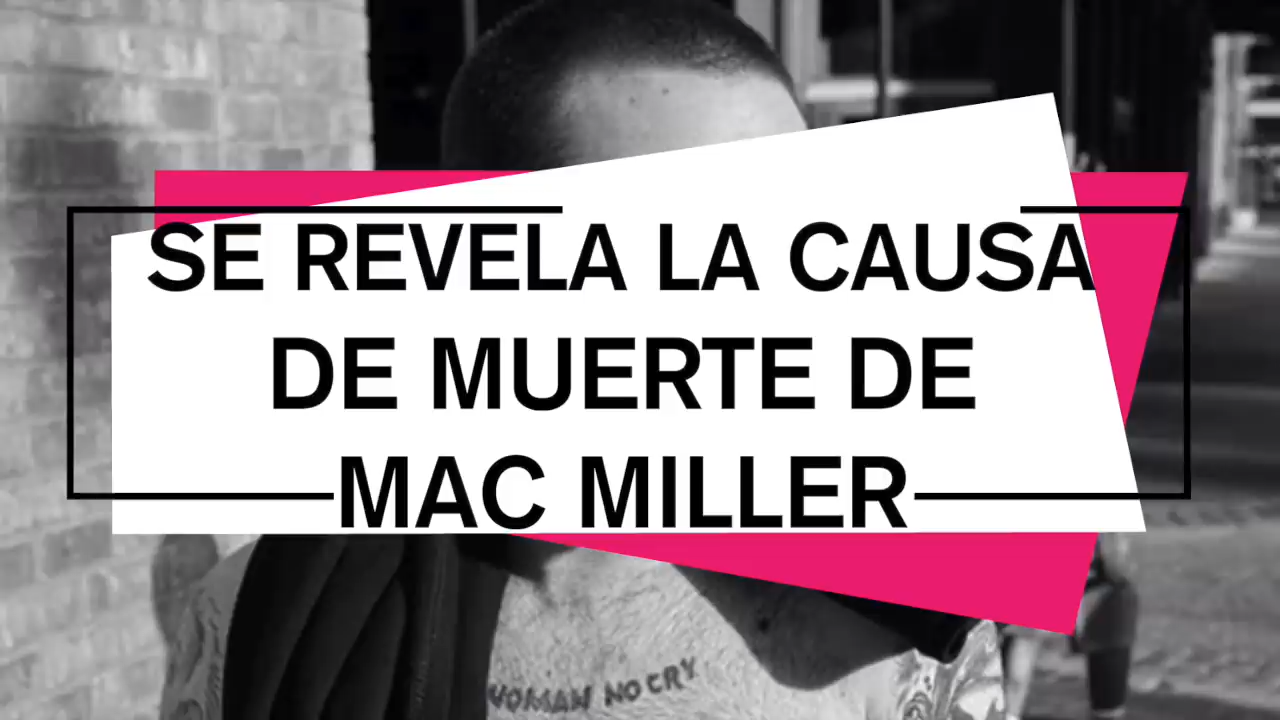 SE REVELA LA CAUSA
DE MUERTE DE
MAC MILLER
WOMAN NO CRY